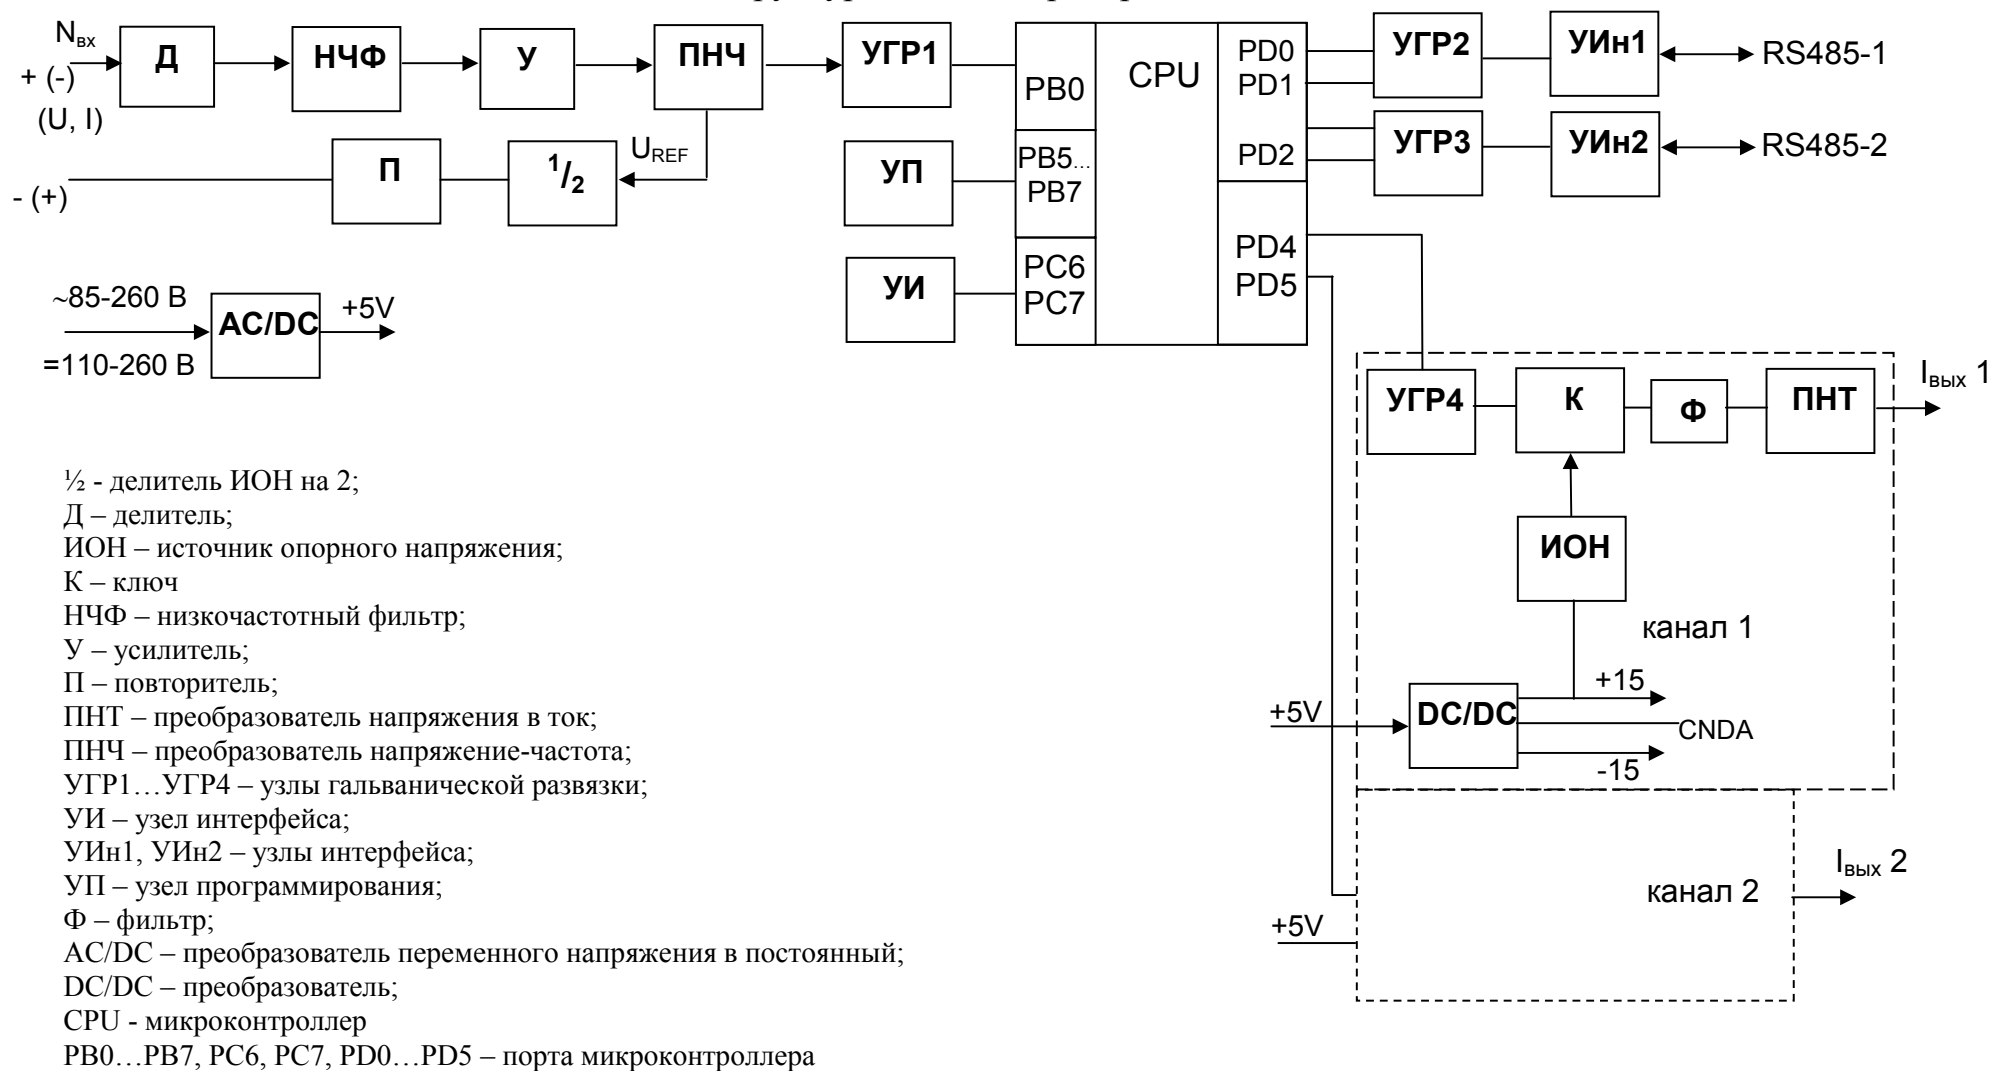 N вх
+ (-)
(U, I)
Д
НЧФ
У
ПНЧ
УГР1
PB0
CPU
PD0
PD1
УГР2
УИн1
RS485-1
- (+)
П
1/2
U REF
УП
PB5...
PB7
PD2
УГР3
УИн2
RS485-2
~85-260 В
=110-260 В
AC/DC
+5V
УИ
PC6
PC7
PD4
PD5
УГР4
К
Ф
ПНТ
I вых 1
ИОН
канал 1
+5V
DC/DC
+15
CNDA
-15
канал 2
I вых 2
+5V
½ - делитель ИОН на 2;
Д – делитель;
ИОН – источник опорного напряжения;
К – ключ
НЧФ – низкочастотный фильтр;
У – усилитель;
П – повторитель;
ПНТ – преобразователь напряжения в ток;
ПНЧ – преобразователь напряжение-частота;
УГР1…УГР4 – узлы гальванической развязки;
УИ – узел интерфейса;
УИн1, УИн2 – узлы интерфейса;
УП – узел программирования;
Ф – фильтр;
AC/DC – преобразователь переменного напряжения в постоянный;
DC/DC – преобразователь;
CPU - микроконтроллер
PB0…PB7, PC6, PC7, PD0…PD5 – порта микроконтроллера